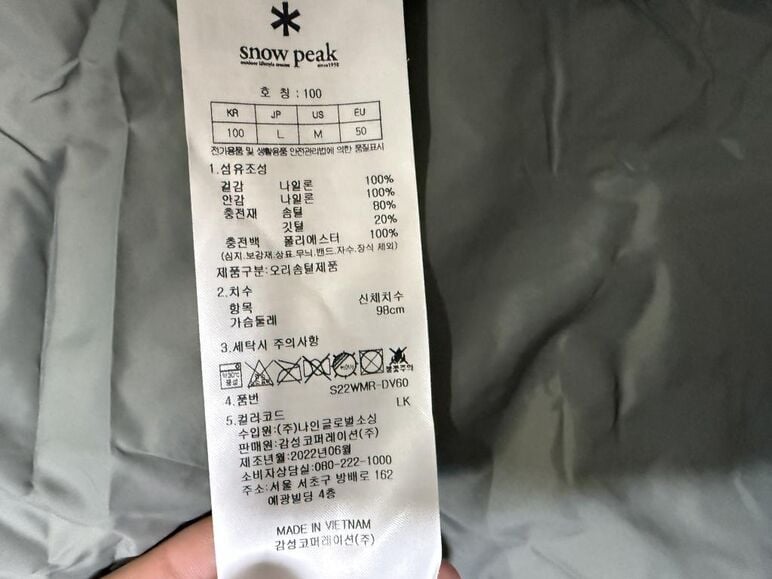 snow peak
outdoor lifestyle creator since1958
호 칭 : 100
KR JP US EU
100 L M 50
전기용품 및 생활용품 안전관리법에 의한 품질표시
1.섬유조성
겉감 나일론 100%
안감 나일론 100%
충전재 솜털 80%
깃털 20%
충전백 폴리에스터 100%
(심지.보강재.상표.무늬.밴드.자수.장식 제외)
제품구분:오리솜털제품
2.치수
항목 신체치수
가슴둘레 98cm
3.세탁시 주의사항
4.품번 S22WMR-DV60
5.컬러코드 LK
수입원:(주)나인글로벌소싱
판매원:감성코퍼레이션(주)
제조년월:2022년06월
소비자상담실:080-222-1000
주소:서울 서초구 방배로 162
예광빌딩 4층
MADE IN VIETNAM
감성코퍼레이션(주)